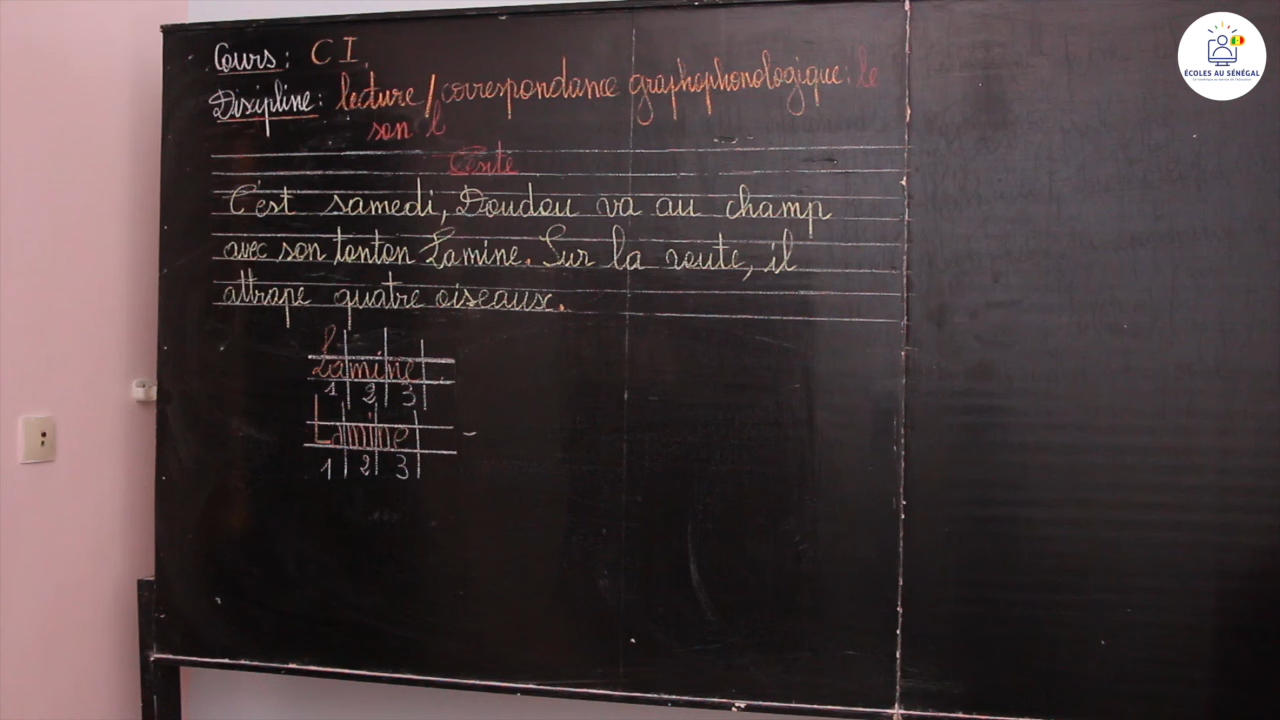 ÉCOLES AU SÉNÉGAL
Cours : C I.
Discipline : lecture / correspondance graphophonologique : le
son l
C'est samedi, Doudou va au champ
avec son tonton Lamine. Sur la route, il
attrape quatre oiseaux.
l
Lamine
1 2 3
Lamine
1 2 3